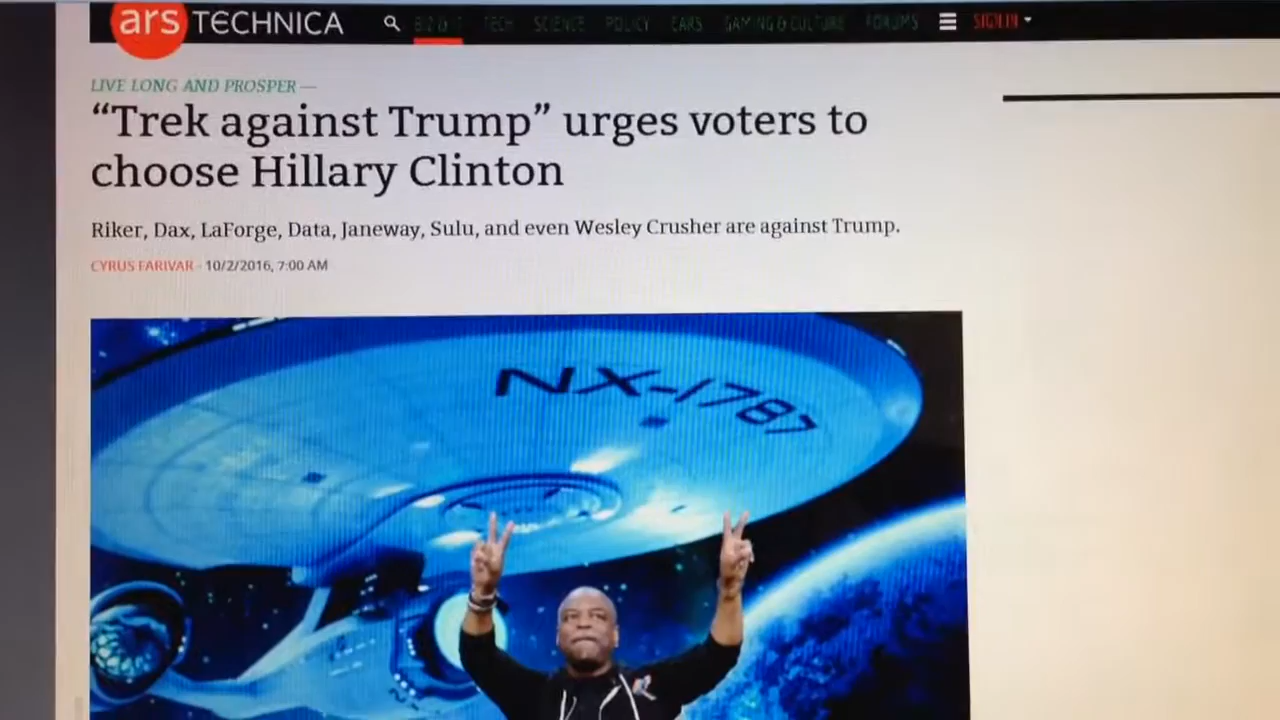 ars TECHNICA TECH SCIENCE POLICY CARS GAMING & CULTURE FORUMS SIGN IN
LIVE LONG AND PROSPER —
“Trek against Trump” urges voters to
choose Hillary Clinton
Riker, Dax, LaForge, Data, Janeway, Sulu, and even Wesley Crusher are against Trump.
CYRUS FARIVAR - 10/2/2016, 7:00 AM
NX-1787